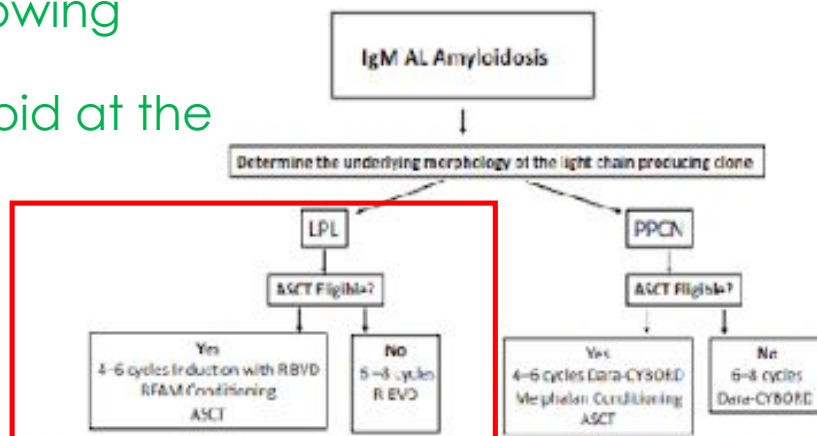 owing
oid at the
IgM AL Amyloidosis
Determine the underlying morphology of the light chain producing clone
LPL
PPCN
ASCT Eligible?
ASCT Eligible?
Yes
4–6 cycles Induction with RBVD
BEAM Conditioning
ASCT
No
6–8 cycles
Yes
4–6 cycles Dara-CYBORD
Melphalan Conditioning
ASCT
No
6–8 cycles
Dara-CYBORD